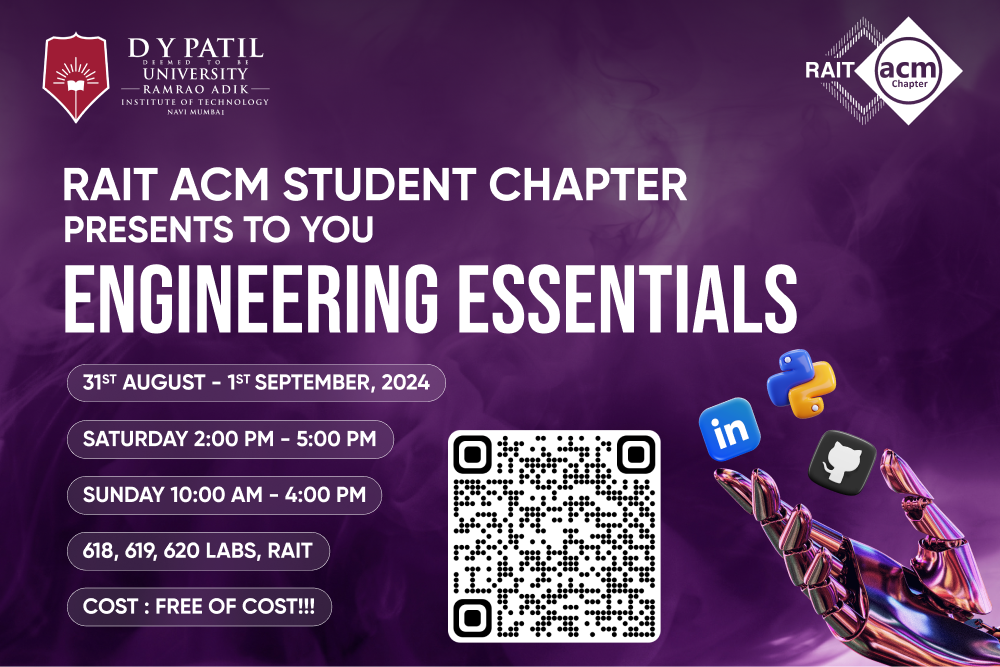 D Y PATIL
DEEMED TO BE
UNIVERSITY
RAMRAO ADIK
INSTITUTE OF TECHNOLOGY
NAVI MUMBAI
RAIT acm
Chapter
RAIT ACM STUDENT CHAPTER
PRESENTS TO YOU
ENGINEERING ESSENTIALS
31ST AUGUST - 1ST SEPTEMBER, 2024
SATURDAY 2:00 PM - 5:00 PM
SUNDAY 10:00 AM - 4:00 PM
618, 619, 620 LABS, RAIT
COST : FREE OF COST!!!
in